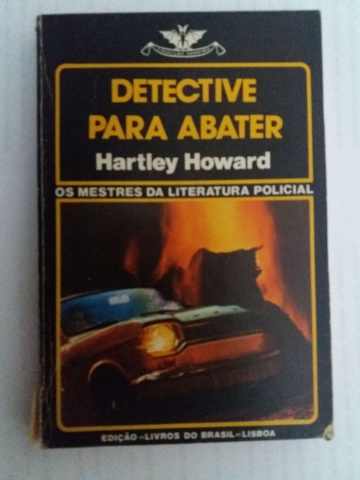 DETECTIVE
PARA ABATER
Hartley Howard
OS MESTRES DA LITERATURA POLICIAL
EDIÇÃO-LIVROS DO BRASIL-LISBOA